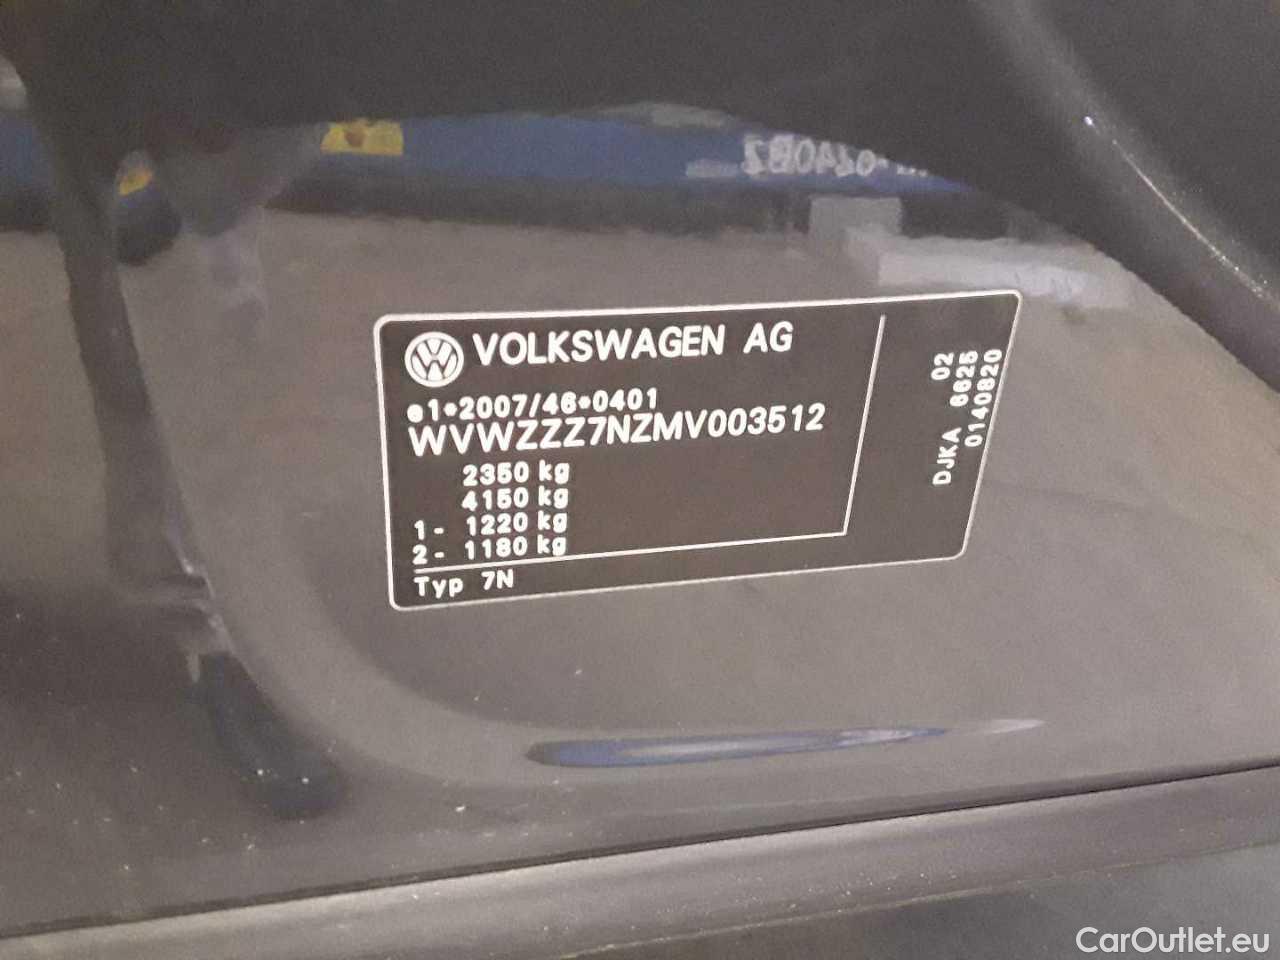 VOLKSWAGEN AG
e1*2007/46*0401
WVWZZZ7NZMV003512
2350 kg
4150 kg
1- 1220 kg
2- 1180 kg
Typ 7N
DJKA 6625 02
0140820
CarOutlet.eu